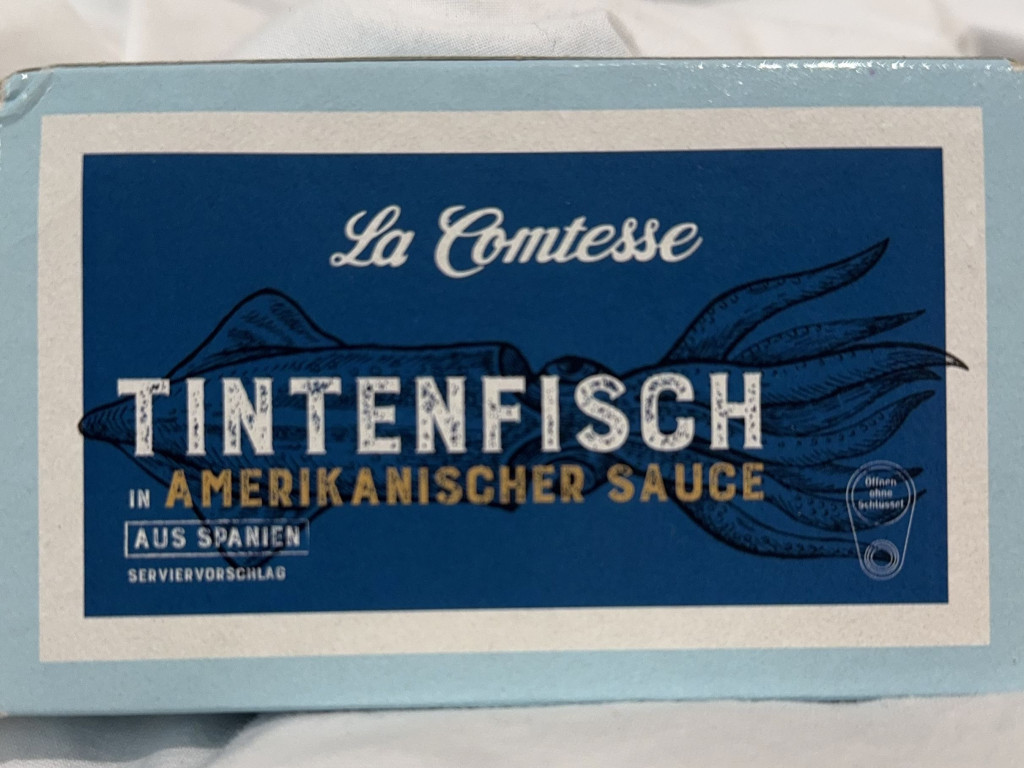 La Comtesse
TINTENFISCH
IN AMERIKANISCHER SAUCE
AUS SPANIEN
SERVIERVORSCHLAG
Öffnen
ohne
Schlüssel